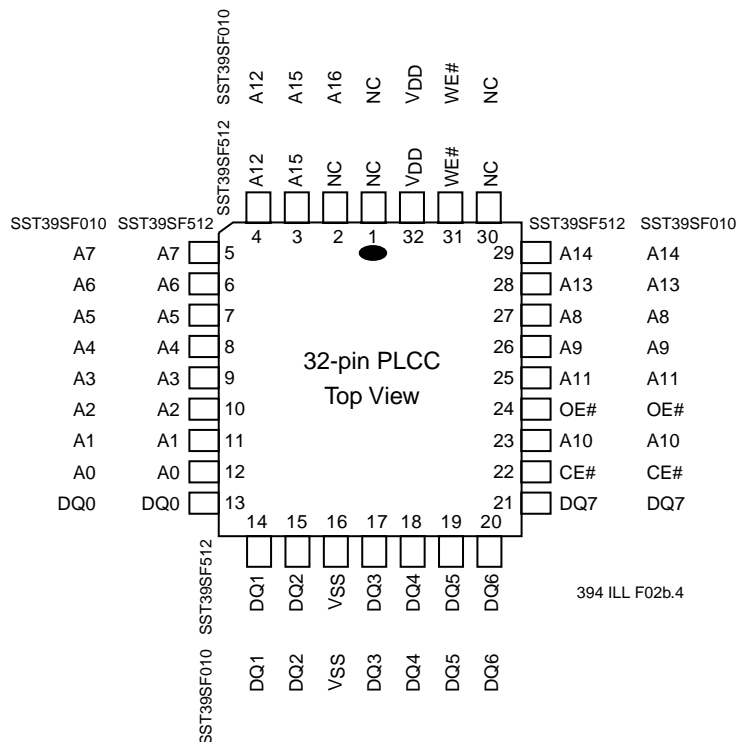 SST39SF010 A12 A15 A16 NC VDD WE# NC
SST39SF512 A12 A15 NC NC VDD WE# NC
4 3 2 1 32 31 30
SST39SF010 SST39SF512 SST39SF512 SST39SF010
A7 A7 5 29 A14 A14
A6 A6 6 28 A13 A13
A5 A5 7 27 A8 A8
A4 A4 8 26 A9 A9
A3 A3 9 25 A11 A11
A2 A2 10 24 OE# OE#
A1 A1 11 23 A10 A10
A0 A0 12 22 CE# CE#
DQ0 DQ0 13 21 DQ7 DQ7
32-pin PLCC
Top View
14 15 16 17 18 19 20
SST39SF512 DQ1 DQ2 VSS DQ3 DQ4 DQ5 DQ6
SST39SF010 DQ1 DQ2 VSS DQ3 DQ4 DQ5 DQ6
394 ILL F02b.4